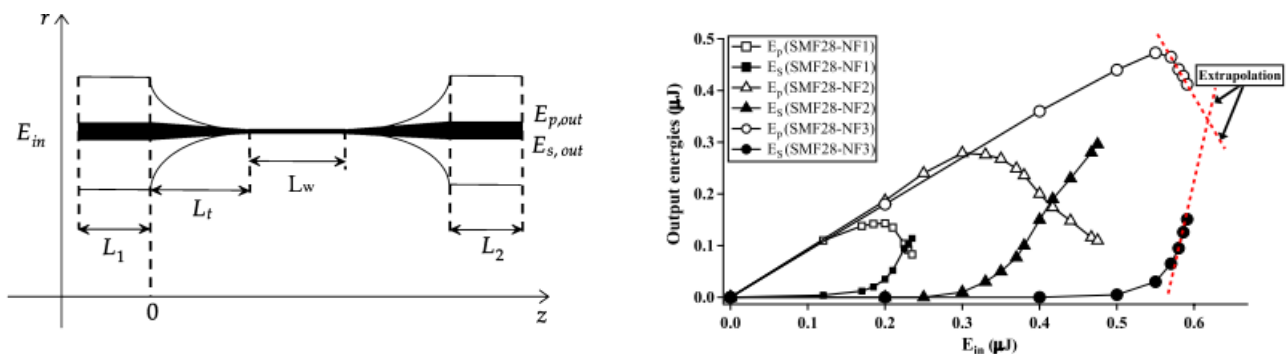 r
E_in
E_p,out
E_s, out
L_w
L_t
L_1
L_2
0
z
Output energies (μJ)
0.5
0.4
0.3
0.2
0.1
0.0
E_p(SMF28-NF1)
E_S(SMF28-NF1)
E_p(SMF28-NF2)
E_S(SMF28-NF2)
E_p(SMF28-NF3)
E_S(SMF28-NF3)
Extrapolation
0.0 0.1 0.2 0.3 0.4 0.5 0.6
E_in (μJ)